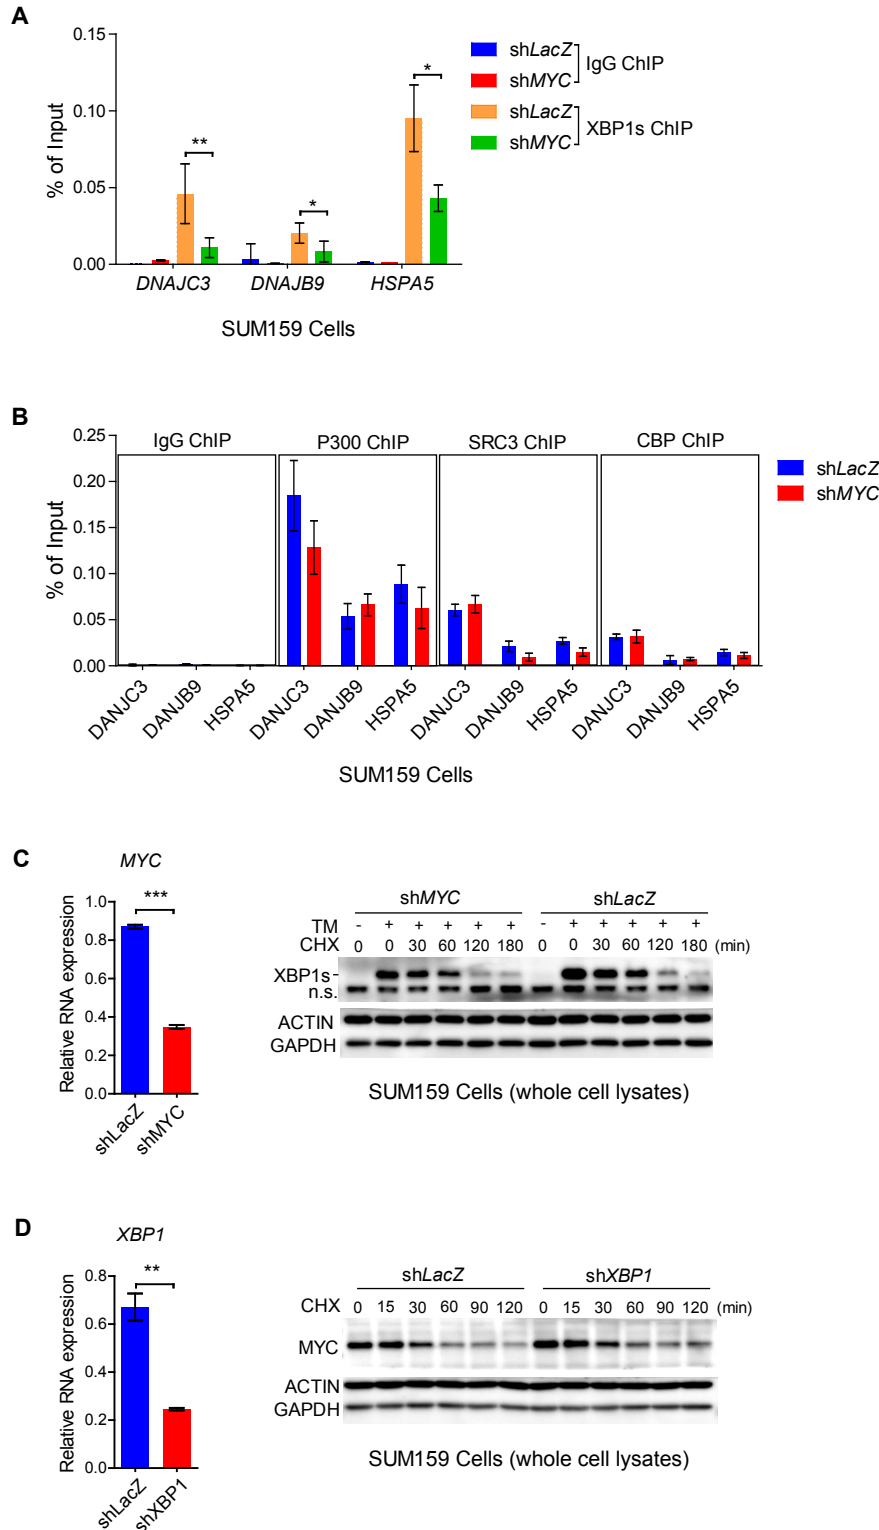 A
0.15
0.10
0.05
0.00
% of Input
** * *
DNAJC3 DNAJB9 HSPA5
SUM159 Cells
shLacZ
shMYC
IgG ChIP
shLacZ
shMYC
XBP1s ChIP
B
0.25
0.20
0.15
0.10
0.05
0.00
% of Input
IgG ChIP P300 ChIP SRC3 ChIP CBP ChIP
shLacZ
shMYC
DANJC3 DANJB9 HSPA5 DANJC3 DANJB9 HSPA5 DANJC3 DANJB9 HSPA5 DANJC3 DANJB9 HSPA5
SUM159 Cells
C
MYC
***
1.0
0.8
0.4
0.2
0.0
Relative RNA expression
shLacZ
shMYC
shMYC shLacZ
TM - + + + + + - + + + + +
CHX 0 0 30 60 120 180 0 0 30 60 120 180 (min)
XBP1s-
n.s.
ACTIN
GAPDH
SUM159 Cells (whole cell lysates)
D
XBP1
**
0.8
0.6
0.4
0.2
0.0
Relative RNA expression
shLacZ
shXBP1
shLacZ shXBP1
CHX 0 15 30 60 90 120 0 15 30 60 90 120 (min)
MYC
ACTIN
GAPDH
SUM159 Cells (whole cell lysates)